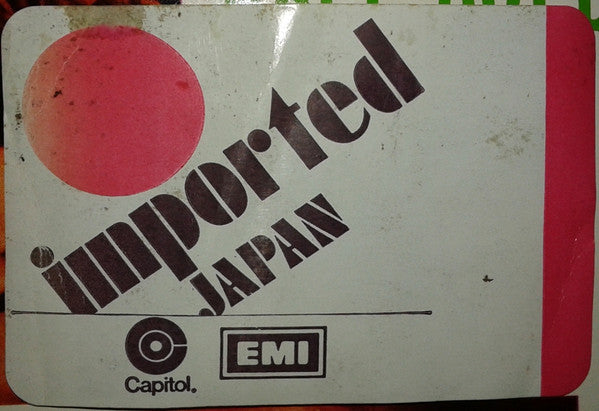 imported
JAPAN
EMI
Capitol.